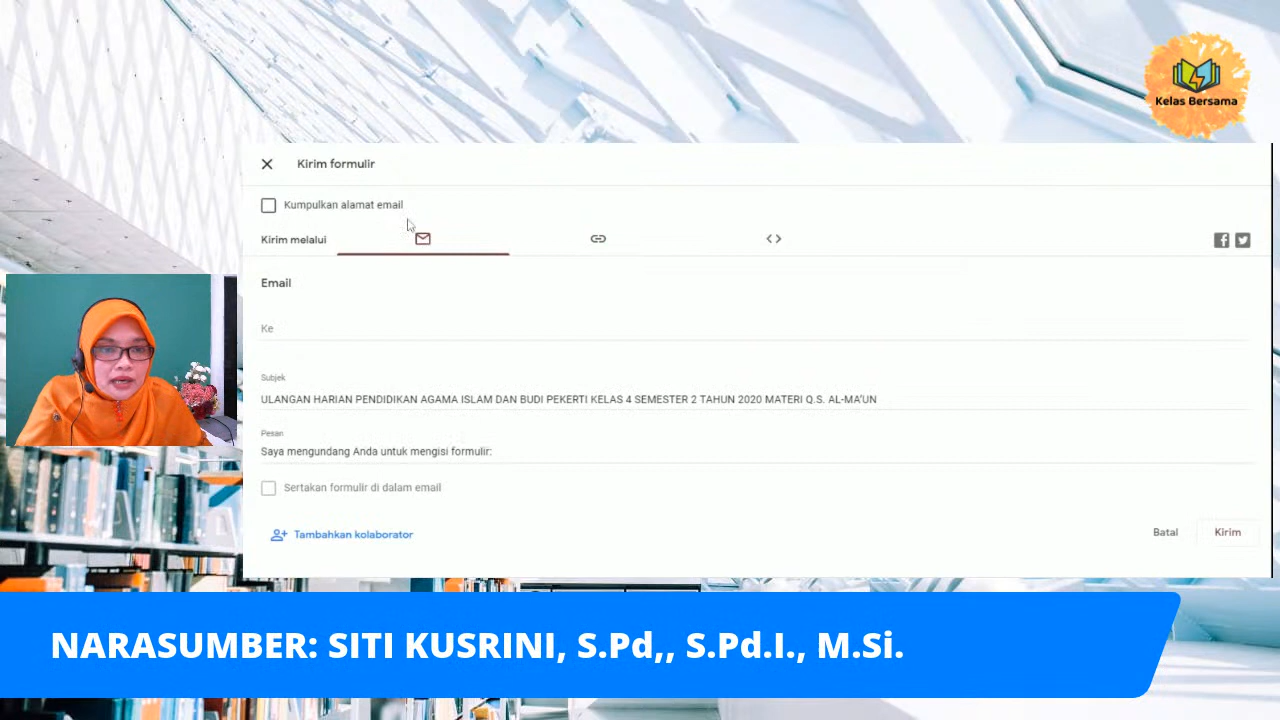 Kelas Bersama
Kirim formulir
Kumpulkan alamat email
Kirim melalui
Email
Ke
Subjek
ULANGAN HARIAN PENDIDIKAN AGAMA ISLAM DAN BUDI PEKERTI KELAS 4 SEMESTER 2 TAHUN 2020 MATERI Q.S. AL-MA'UN
Pesan
Saya mengundang Anda untuk mengisi formulir:
Sertakan formulir di dalam email
Tambahkan kolaborator
Batal
Kirim
NARASUMBER: SITI KUSRINI, S.Pd,, S.Pd.I., M.Si.